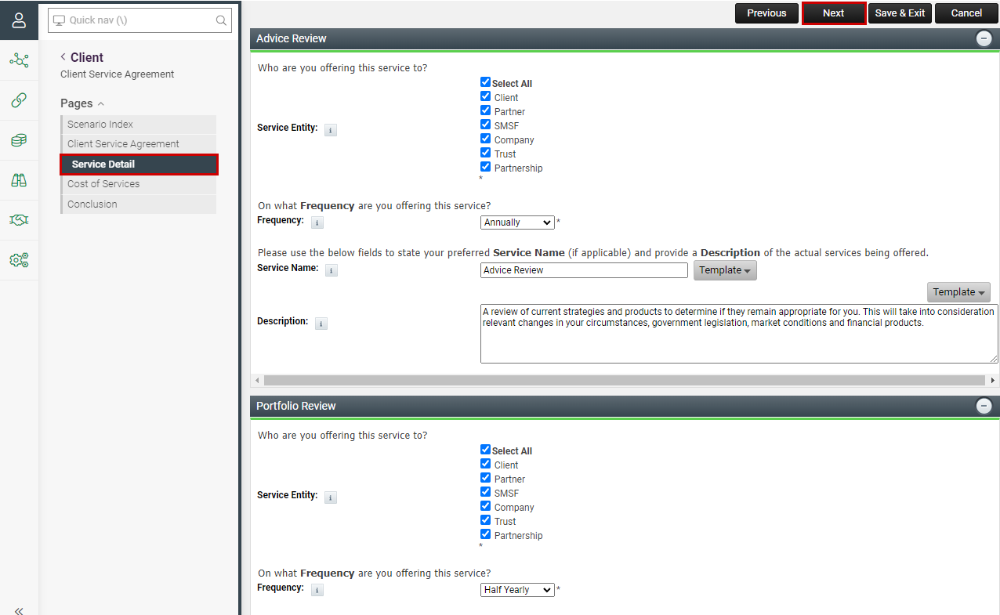 Quick nav (\)
Previous
Next
Save & Exit
Cancel
Client
Client Service Agreement
Pages
Scenario Index
Client Service Agreement
Service Detail
Cost of Services
Conclusion
Advice Review
Who are you offering this service to?
Service Entity: i
Select All
Client
Partner
SMSF
Company
Trust
Partnership
*
On what Frequency are you offering this service?
Frequency: i Annually *
Please use the below fields to state your preferred Service Name (if applicable) and provide a Description of the actual services being offered.
Service Name: i Advice Review Template
Template
Description: i
A review of current strategies and products to determine if they remain appropriate for you. This will take into consideration
relevant changes in your circumstances, government legislation, market conditions and financial products.
Portfolio Review
Who are you offering this service to?
Service Entity: i
Select All
Client
Partner
SMSF
Company
Trust
Partnership
*
On what Frequency are you offering this service?
Frequency: i Half Yearly *